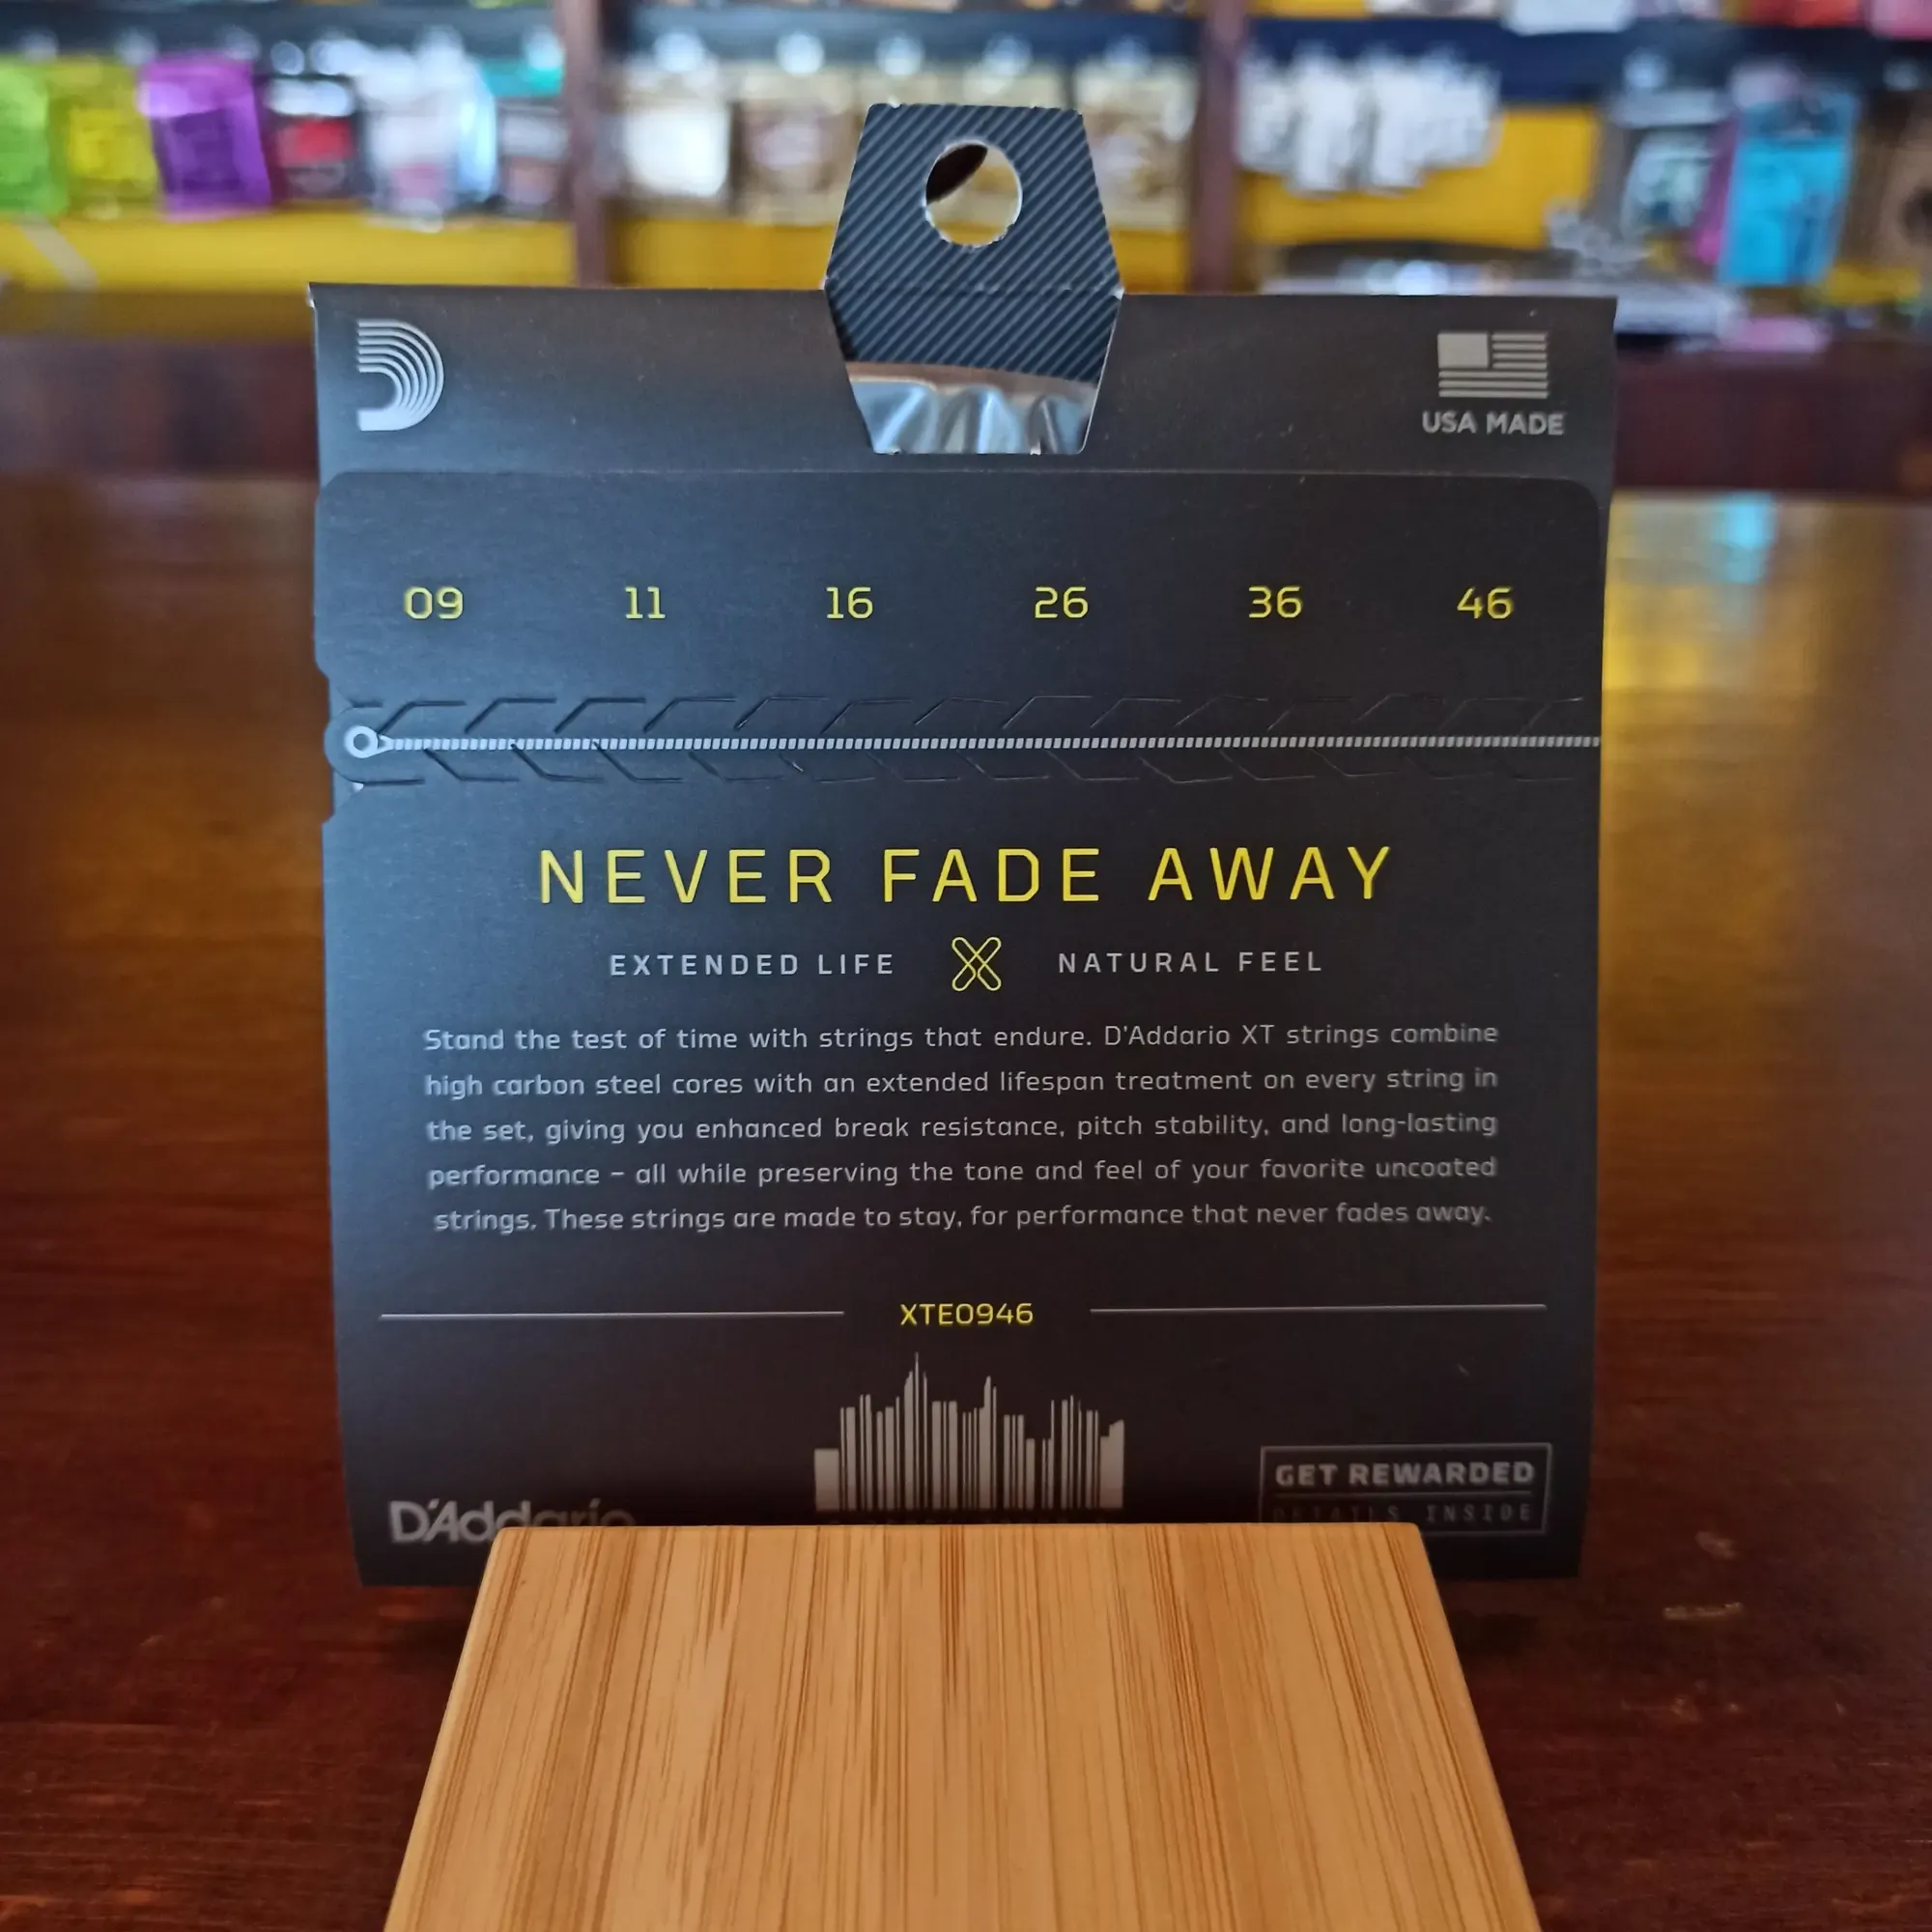 USA MADE
09 11 16 26 36 46
NEVER FADE AWAY
EXTENDED LIFE NATURAL FEEL
Stand the test of time with strings that endure. D'Addario XT strings combine
high carbon steel cores with an extended lifespan treatment on every string in
the set, giving you enhanced break resistance, pitch stability, and long-lasting
performance – all while preserving the tone and feel of your favorite uncoated
strings. These strings are made to stay, for performance that never fades away.
XTE0946
GET REWARDED
DETAILS INSIDE
D'Addario